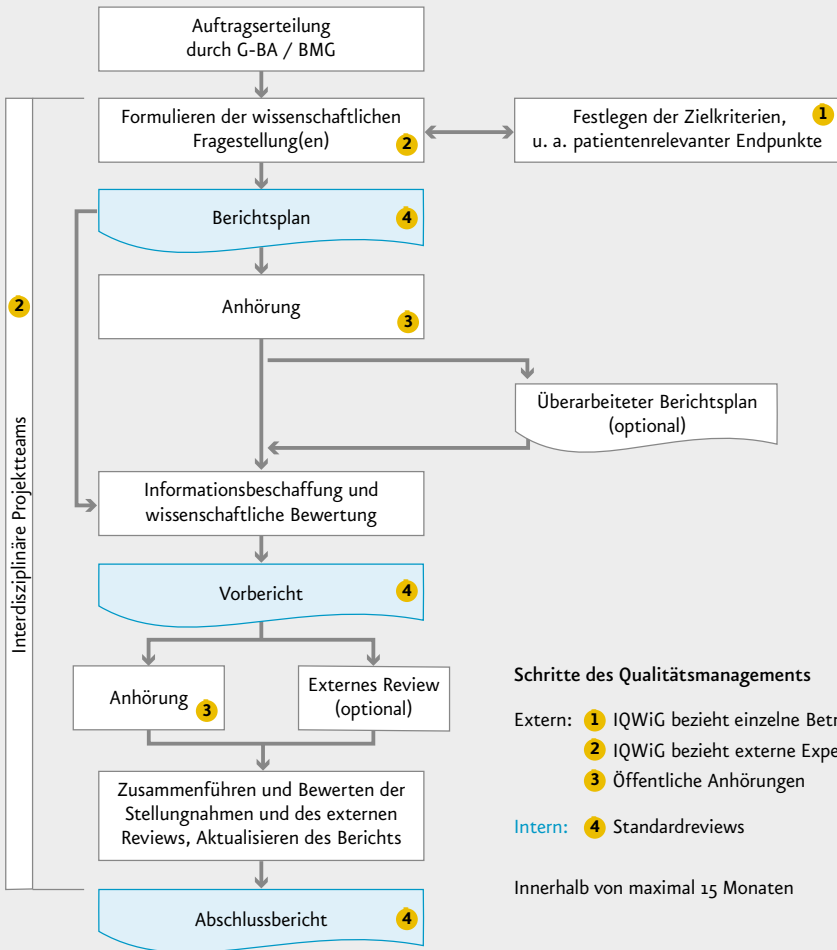 Auftragserteilung
durch G-BA / BMG
Formulieren der wissenschaftlichen
Fragestellung(en)
2
Festlegen der Zielkriterien,
u. a. patientenrelevanter Endpunkte
1
Berichtsplan
4
Anhörung
3
2
Interdisziplinäre Projektteams
Überarbeiteter Berichtsplan
(optional)
Informationsbeschaffung und
wissenschaftliche Bewertung
Vorbericht
4
Anhörung
3
Externes Review
(optional)
Zusammenführen und Bewerten der
Stellungnahmen und des externen
Reviews, Aktualisieren des Berichts
Abschlussbericht
4
Schritte des Qualitätsmanagements
Extern: 1 IQWiG bezieht einzelne
2 IQWiG bezieht externe
3 Öffentliche Anhörungen
Intern: 4 Standardreviews
Innerhalb von maximal 15 Monaten